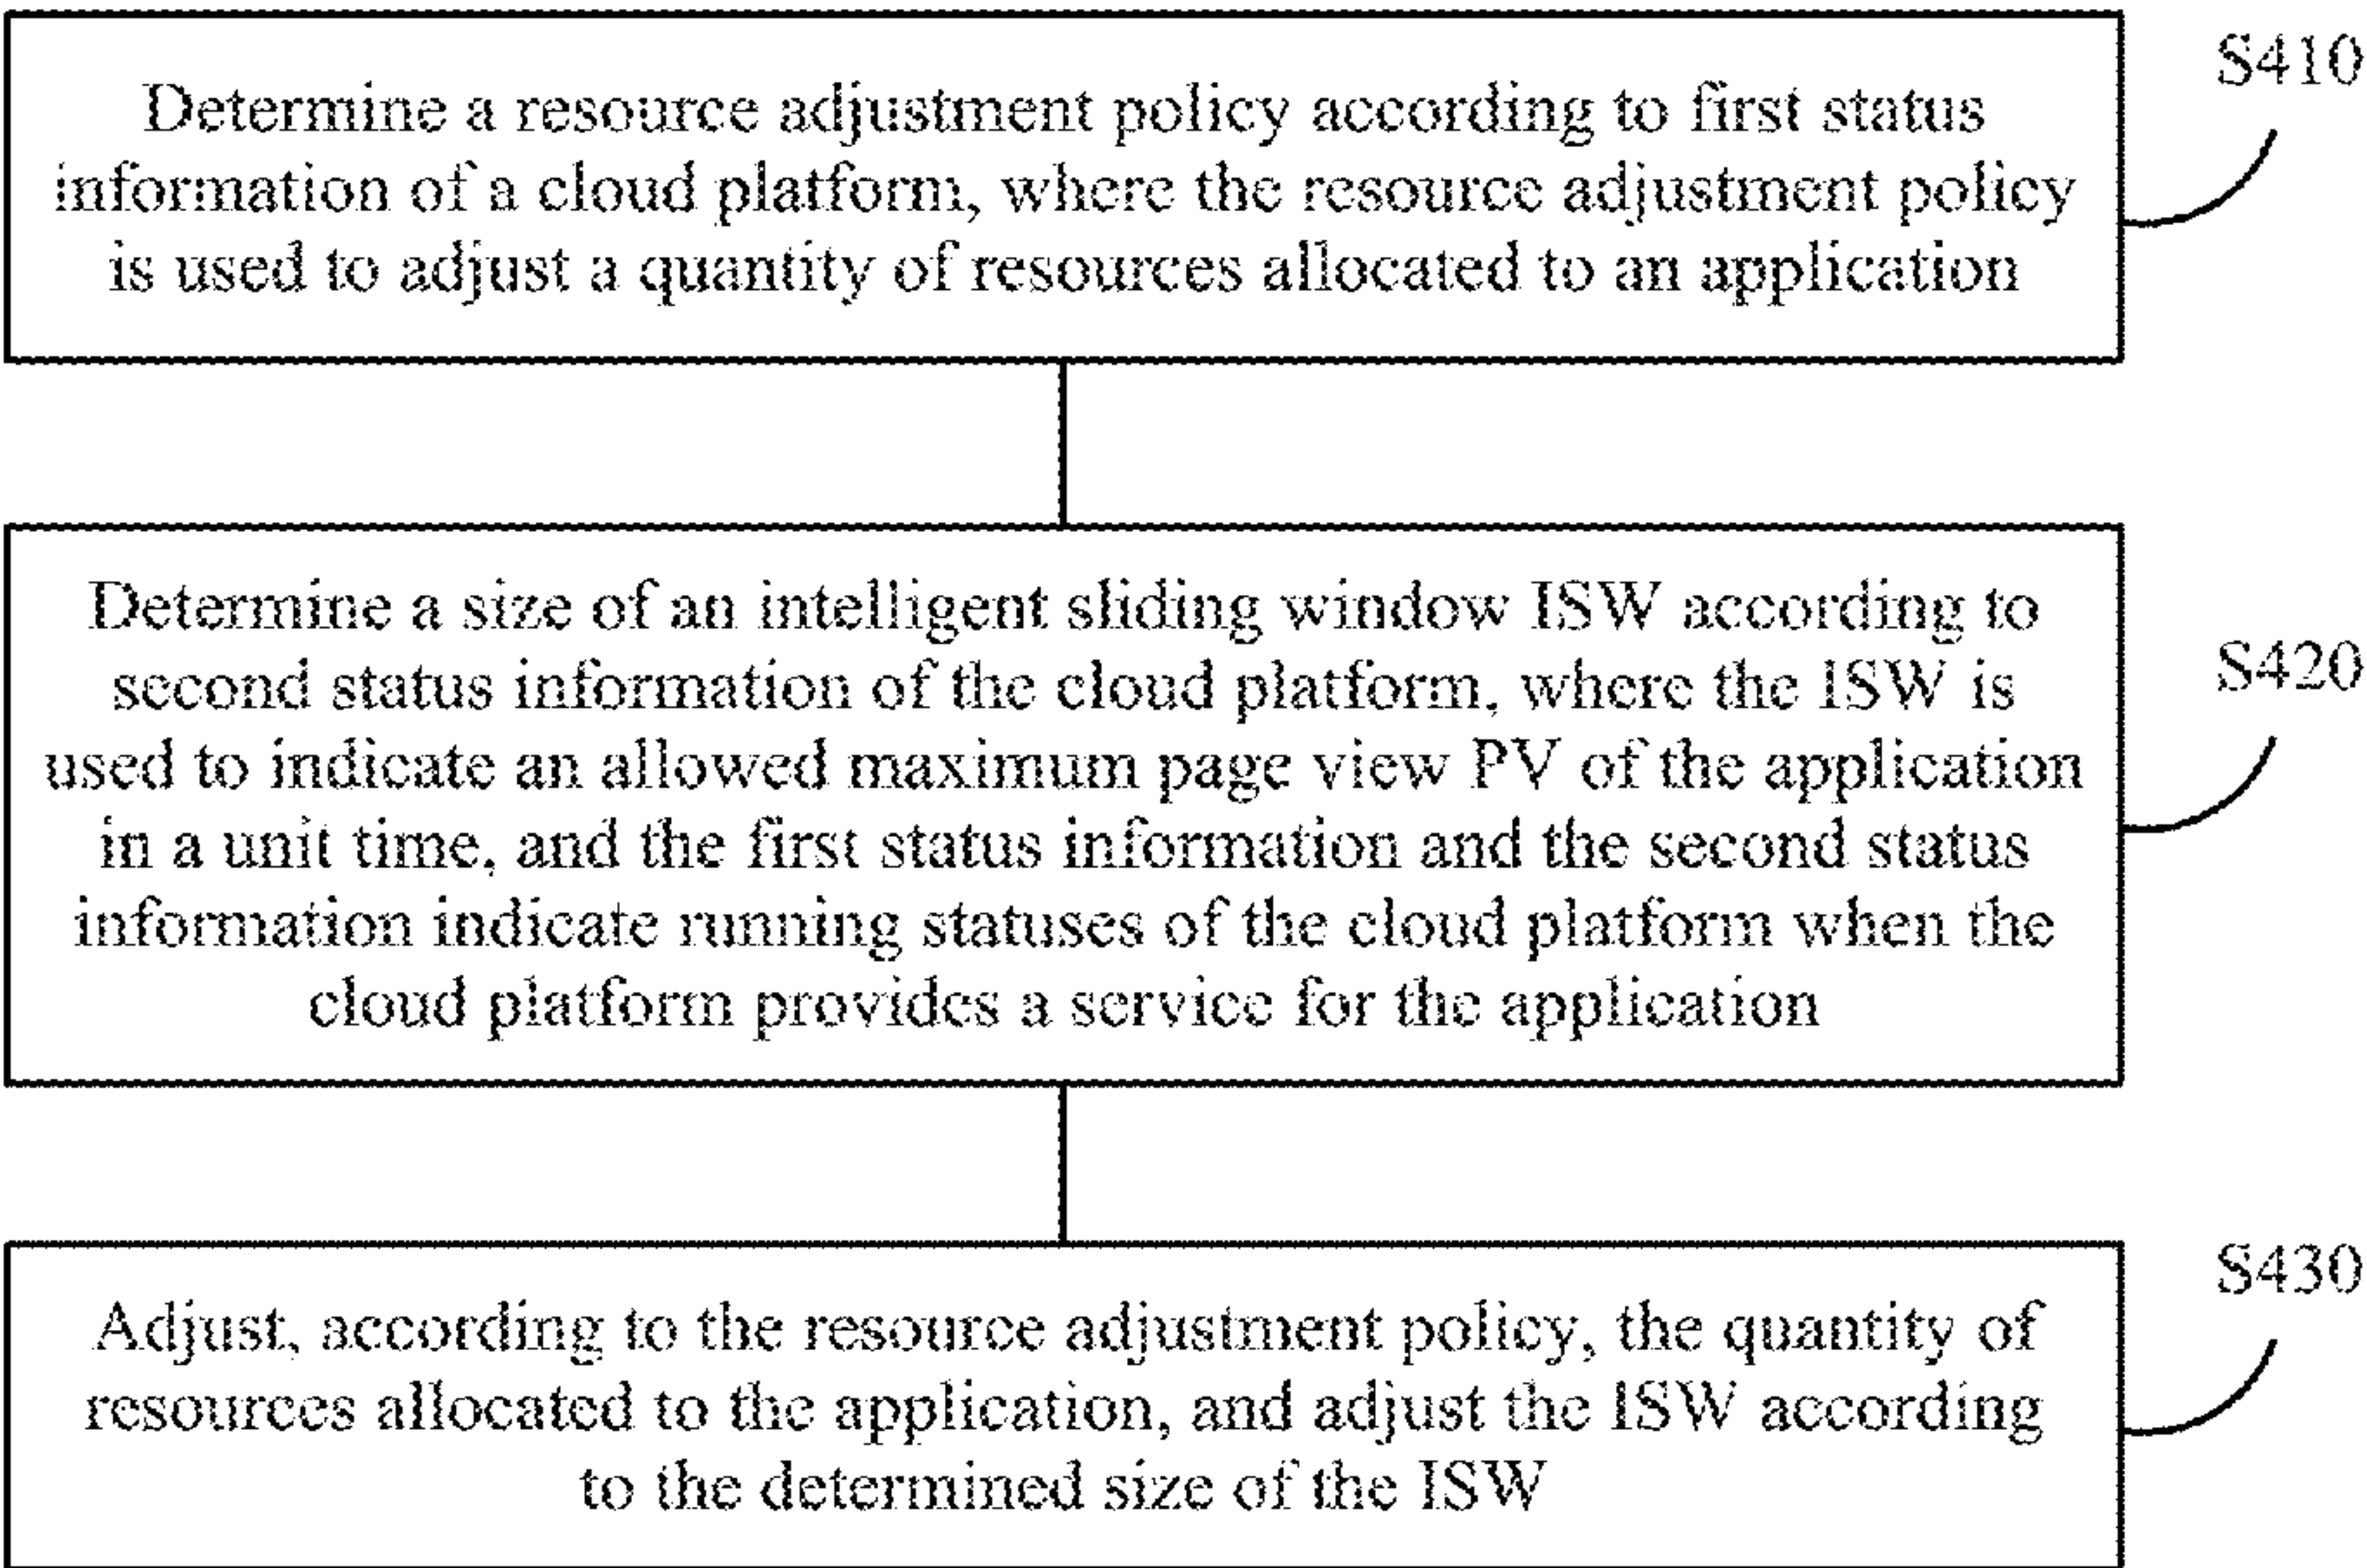 Determine a resource adjustment policy according to first status
information of a cloud platform, where the resource adjustment policy
is used to adjust a quantity of resources allocated to an application
S410
Determine a size of an intelligent sliding window ISW according to
second status information of the cloud platform, where the ISW is
used to indicate an allowed maximum page view PV of the application
in a unit time, and the first status information and the second status
information indicate running statuses of the cloud platform when the
cloud platform provides a service for the application
S420
Adjust, according to the resource adjustment policy, the quantity of
resources allocated to the application, and adjust the ISW according
to the determined size of the ISW
S430